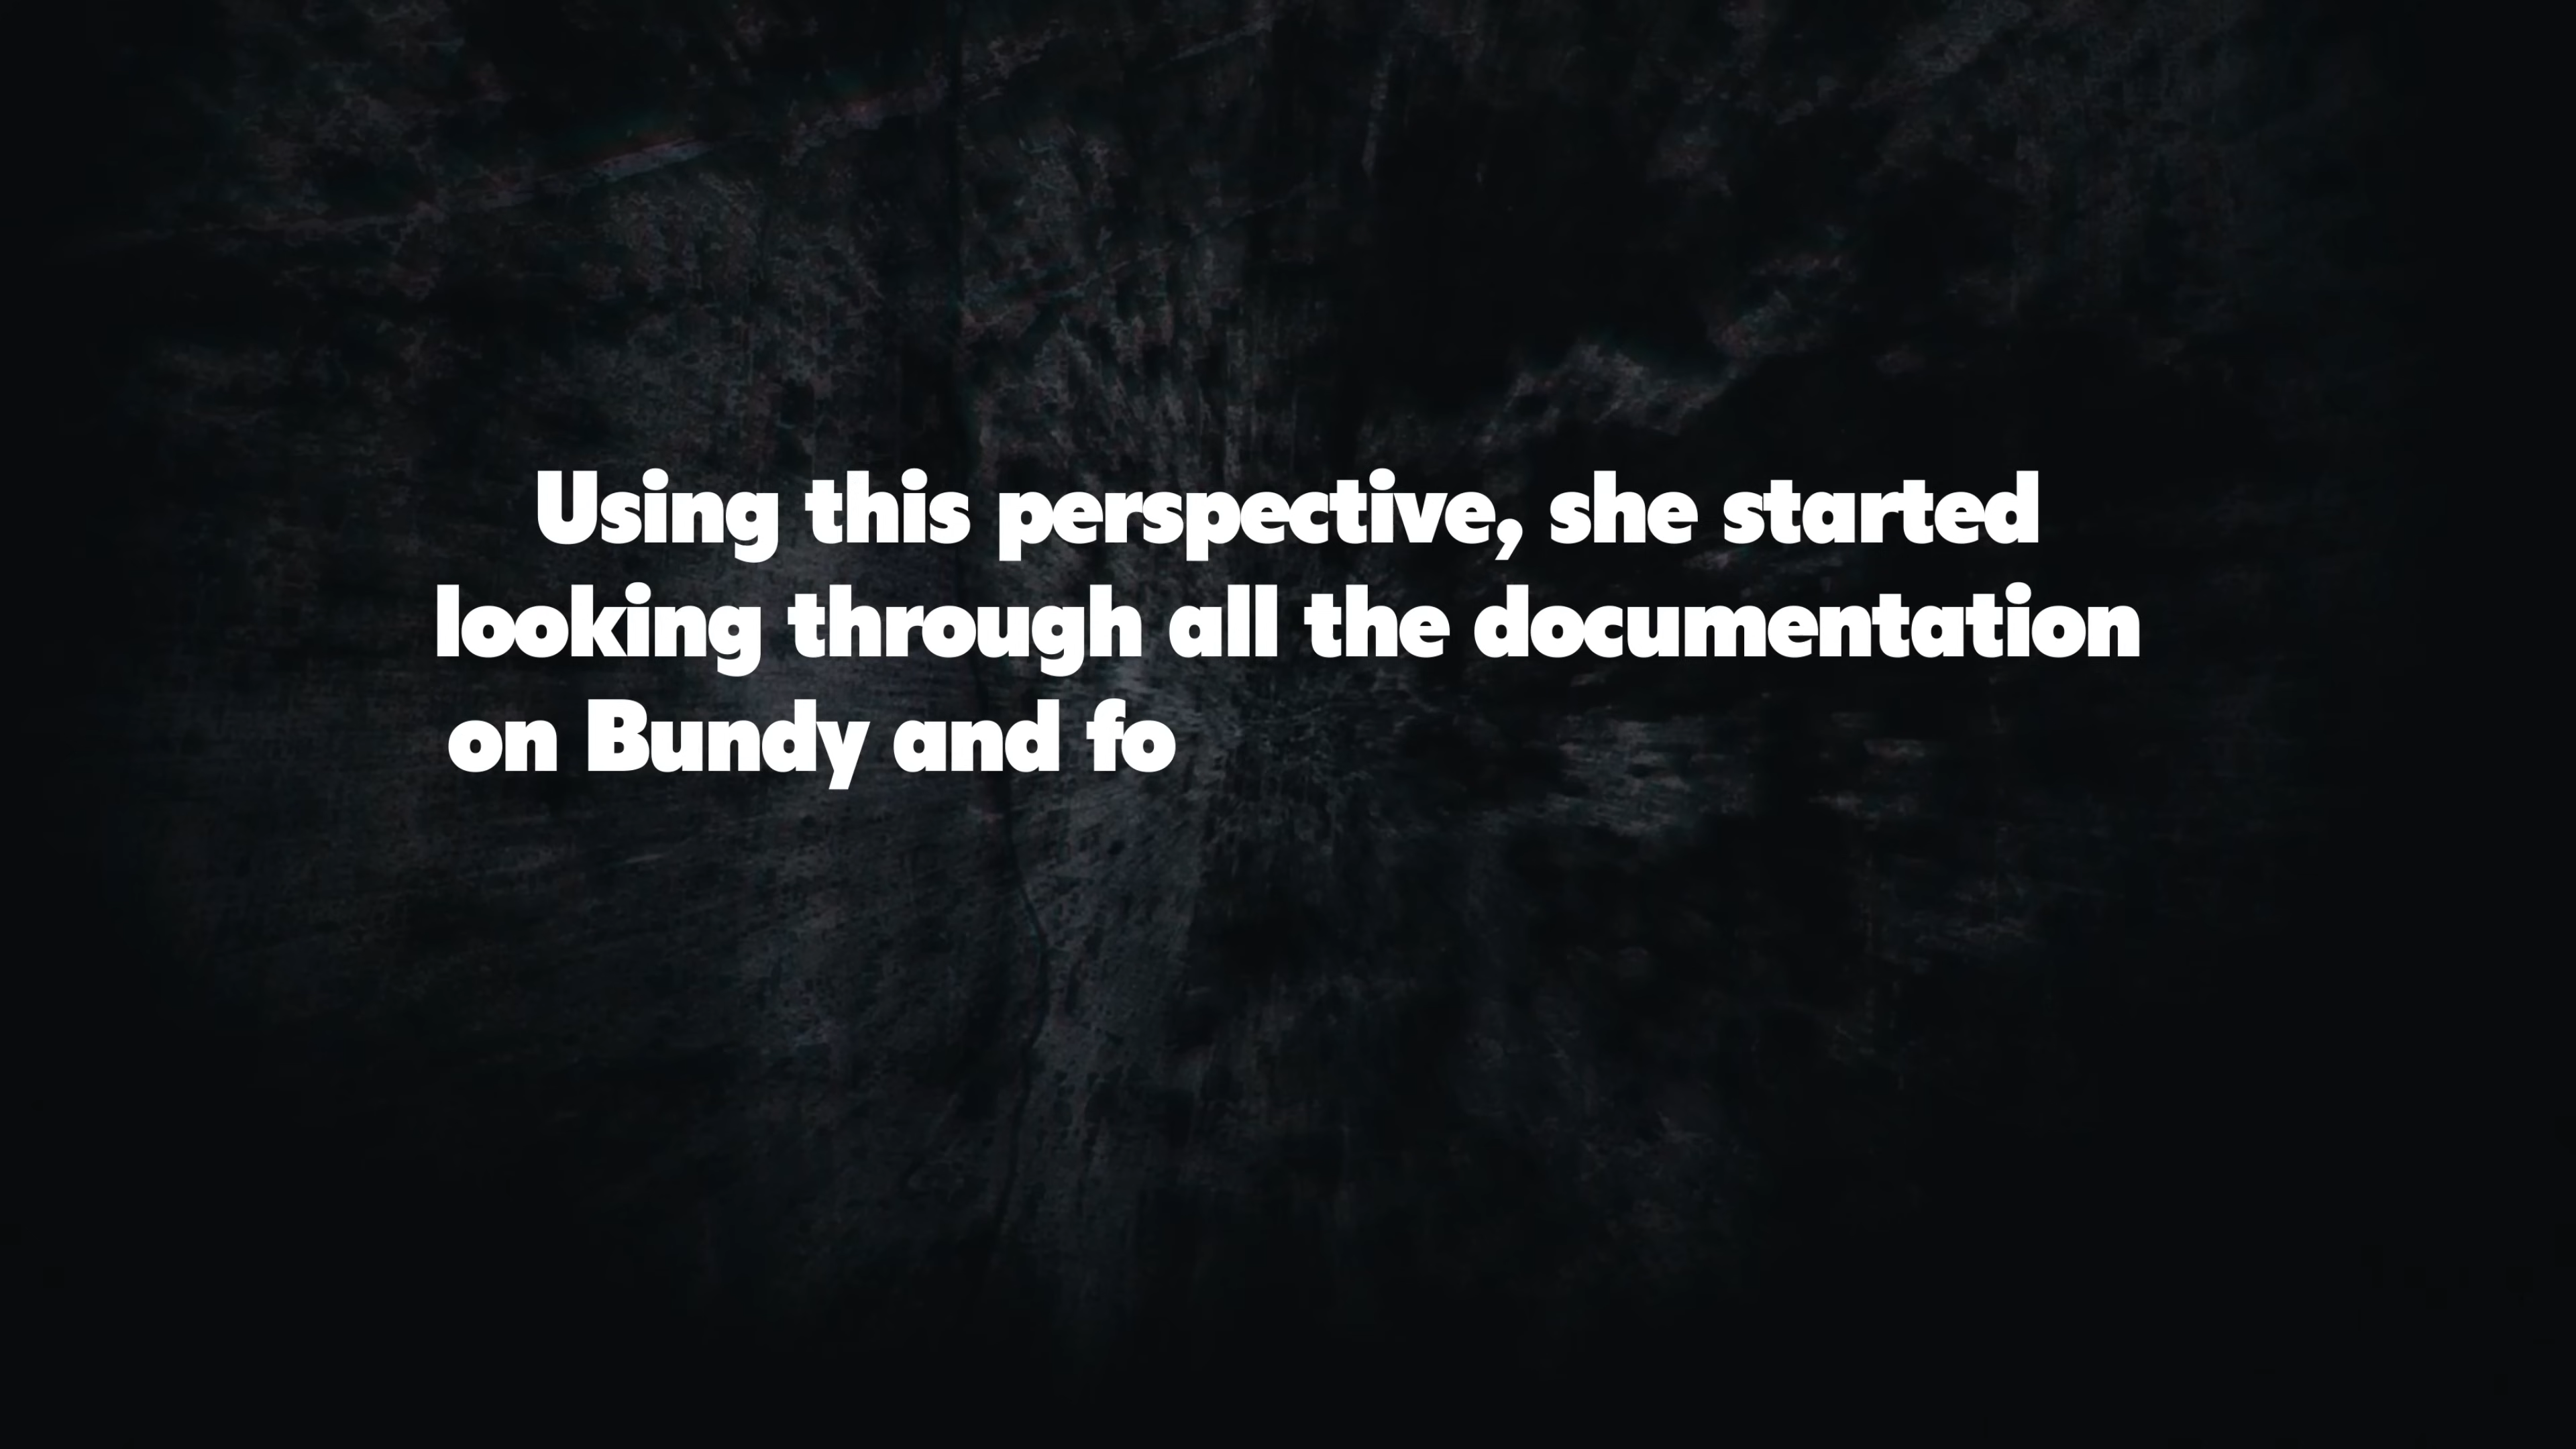 Using this perspective, she started
looking through all the documentation
on Bundy and fo